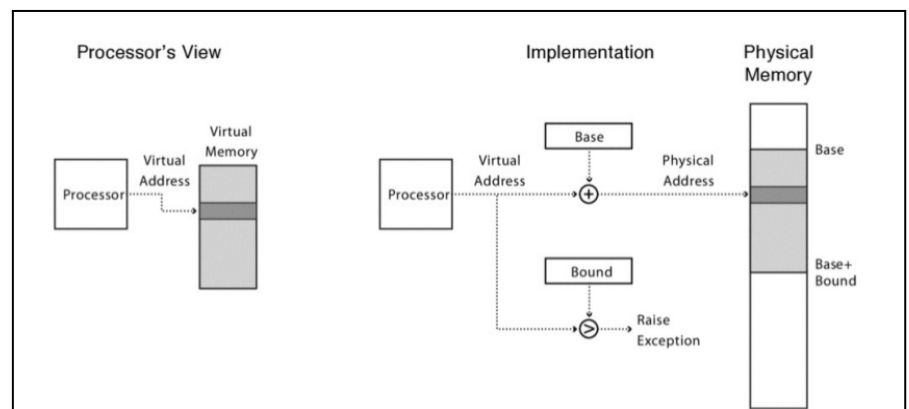 Processor's View
Implementation
Physical
Memory
Virtual
Memory
Virtual
Address
Processor
Base
Virtual
Address
Physical
Address
Processor
+
Base
Bound
Base+
Bound
>
Raise
Exception